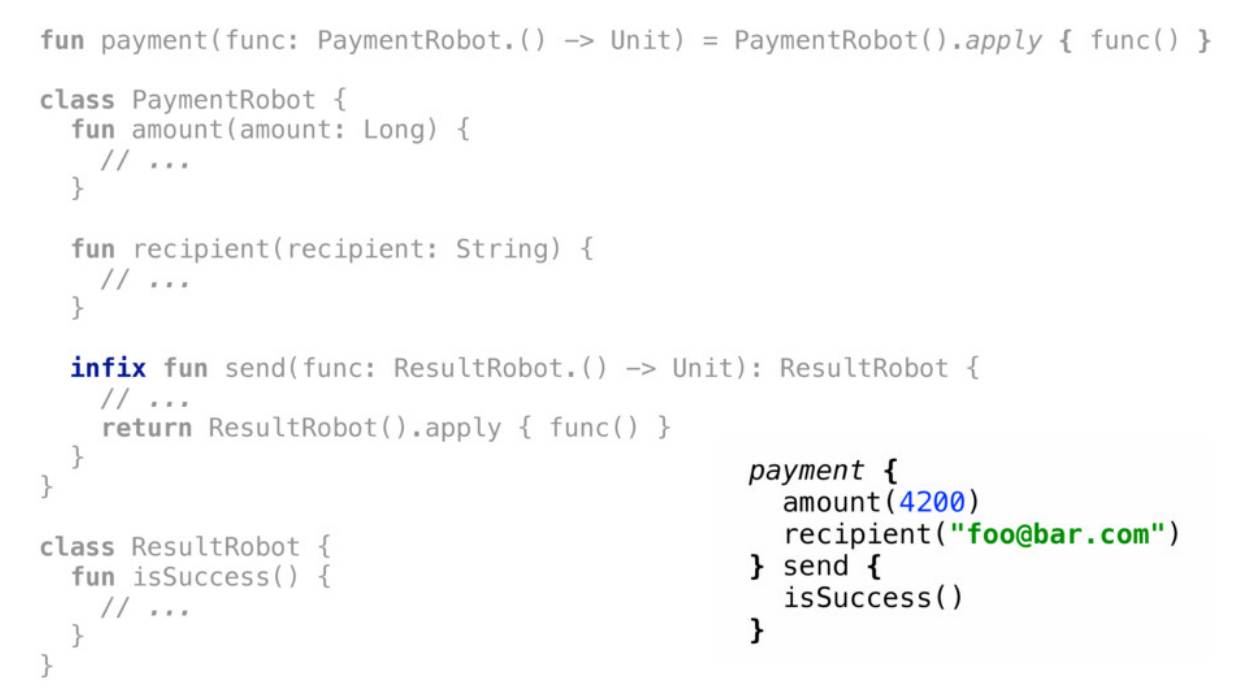 fun payment(func: PaymentRobot.() -> Unit) = PaymentRobot().apply { func() }
class PaymentRobot {
  fun amount(amount: Long) {
    // ...
  }
  fun recipient(recipient: String) {
    // ...
  }
  infix fun send(func: ResultRobot.() -> Unit): ResultRobot {
    // ...
    return ResultRobot().apply { func() }
  }
}
class ResultRobot {
  fun isSuccess() {
    // ...
  }
}
payment {
  amount(4200)
  recipient("foo@bar.com")
} send {
  isSuccess()
}